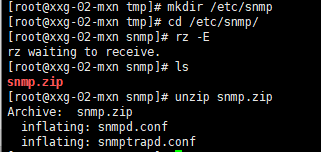 [root@xxg-02-mxn tmp]# mkdir /etc/snmp
[root@xxg-02-mxn tmp]# cd /etc/snmp/
[root@xxg-02-mxn snmp]# rz -E
rz waiting to receive.
[root@xxg-02-mxn snmp]# ls
snmp.zip
[root@xxg-02-mxn snmp]# unzip snmp.zip
Archive:  snmp.zip
  inflating: snmpd.conf
  inflating: snmptrapd.conf